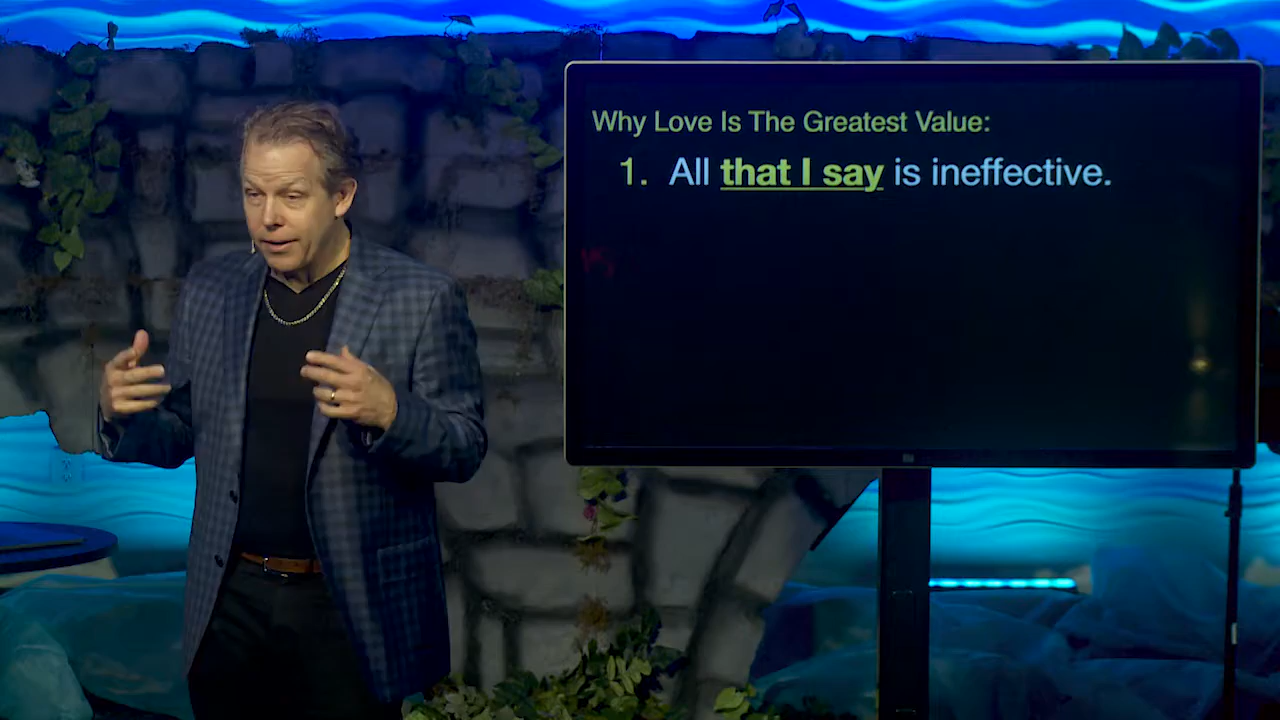 Why Love Is The Greatest Value:
1. All that I say is ineffective.